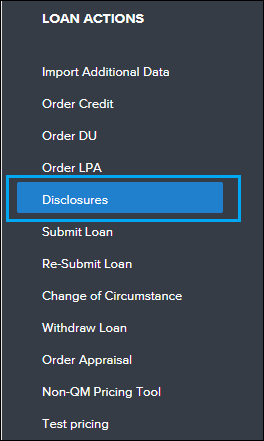 LOAN ACTIONS
Import Additional Data
Order Credit
Order DU
Order LPA
Disclosures
Submit Loan
Re-Submit Loan
Change of Circumstance
Withdraw Loan
Order Appraisal
Non-QM Pricing Tool
Test pricing